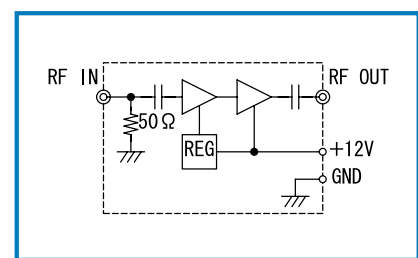 RF IN
RF OUT
50Ω
REG
+12V
GND